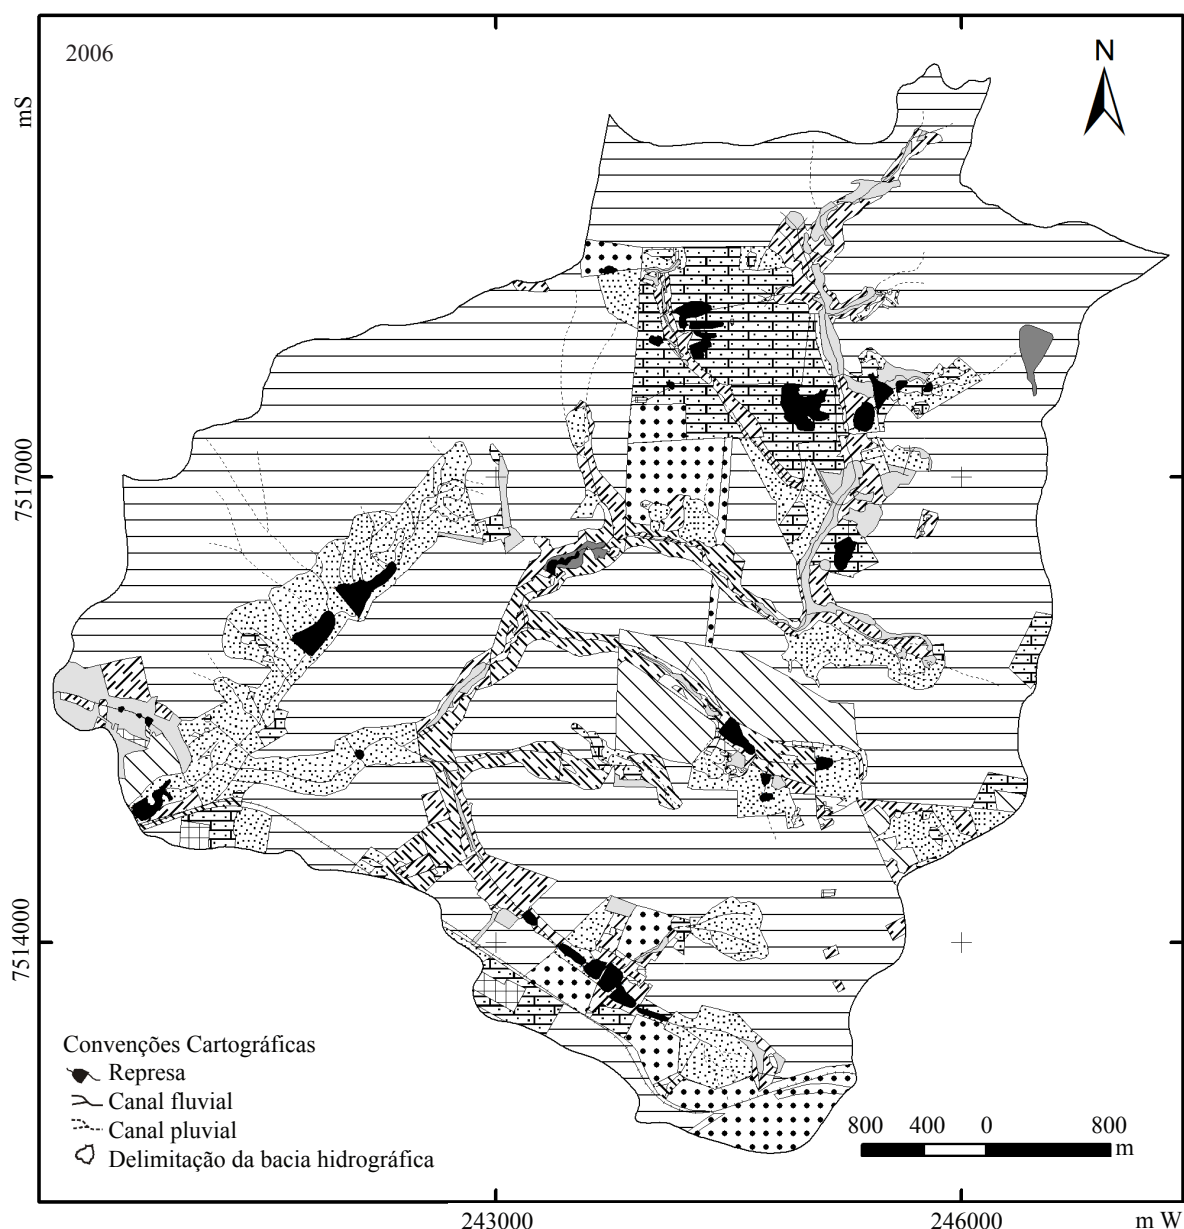 2006
N
mS
7517000
7514000
Convenções Cartográficas
Represa
Canal fluvial
Canal pluvial
Delimitação da bacia hidrográfica
800 400 0 800
m
243000 246000 m W